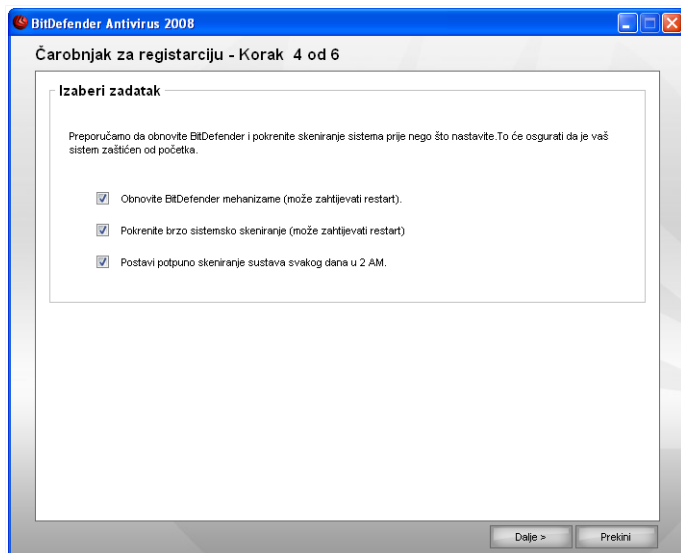 BitDefender Antivirus 2008
Čarobnjak za registarciju - Korak 4 od 6
Izaberi zadatak
Preporučamo da obnovite BitDefender i pokrenite skeniranje sistema prije nego što nastavite.To će osgurati da je vaš
sistem zaštićen od početka.
Obnovite BitDefender mehanizame (može zahtijevati restart).
Pokrenite brzo sistemsko skeniranje (može zahtijevati restart)
Postavi potpuno skeniranje sustava svakog dana u 2 AM.
Dalje >
Prekini